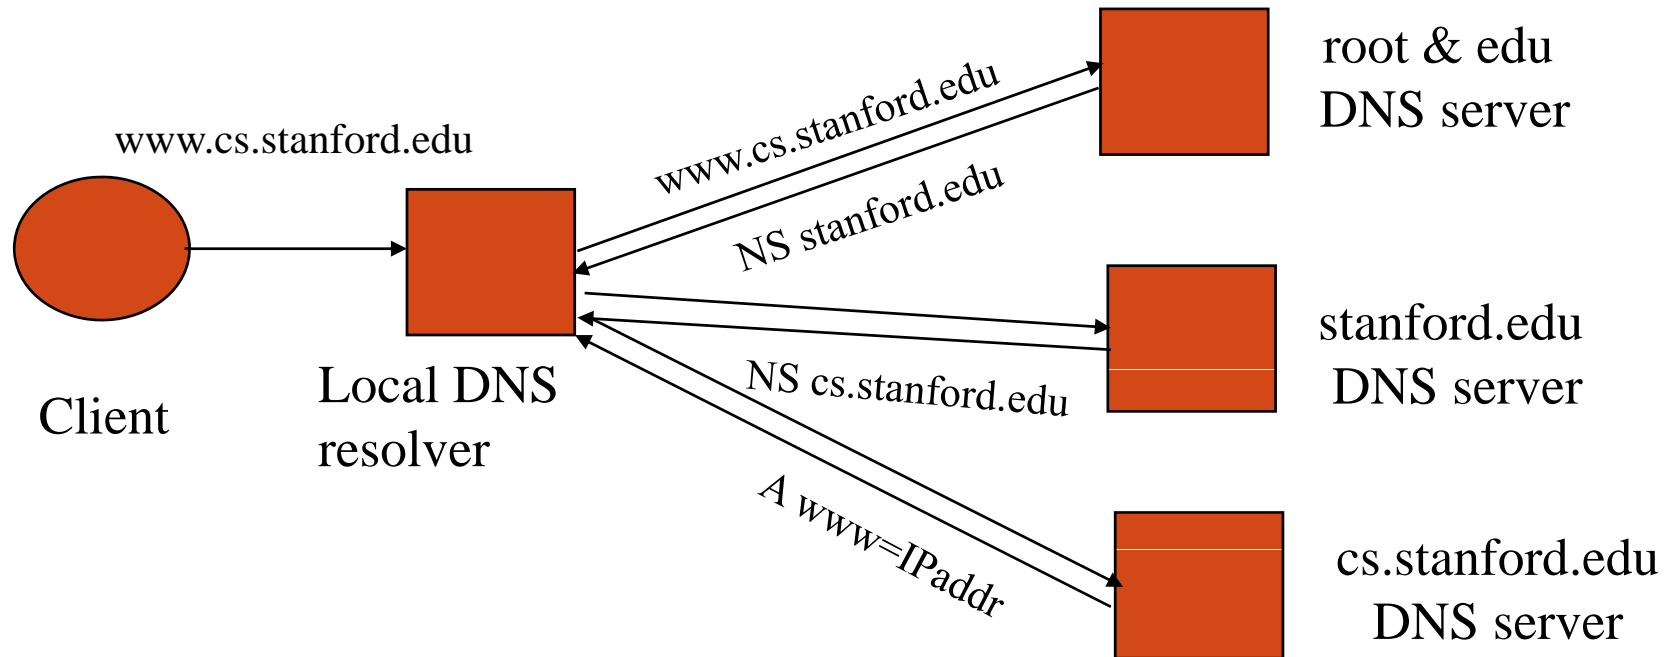 www.cs.stanford.edu
Client
Local DNS
resolver
www.cs.stanford.edu
NS stanford.edu
NS cs.stanford.edu
A www=IPaddr
root & edu
DNS server
stanford.edu
DNS server
cs.stanford.edu
DNS server